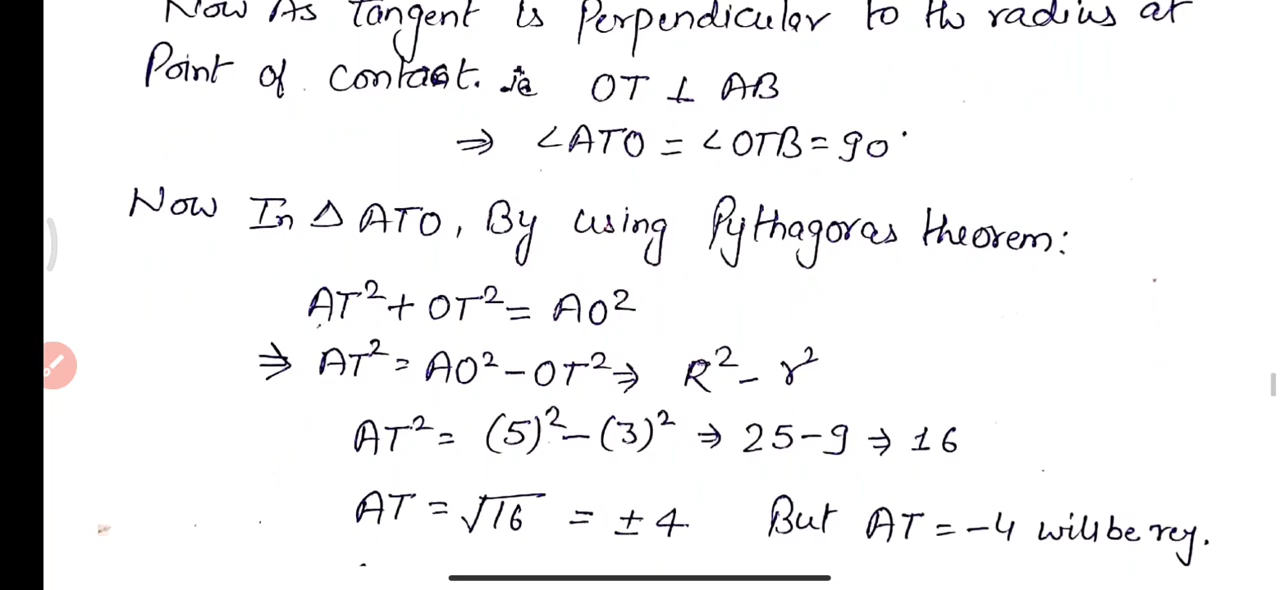 Now As Tangent is Perpendicular to the radius at
Point of contact. ie OT ⊥ AB
⇒ ∠ATO = ∠OTB = 90°
Now In △ ATO, By using Pythagoras theorem:
AT² + OT² = AO²
⇒ AT² = AO² - OT² ⇒ R² - r²
AT² = (5)² - (3)² ⇒ 25 - 9 ⇒ 16
AT = √16 = ± 4 But AT = -4 will be rej.